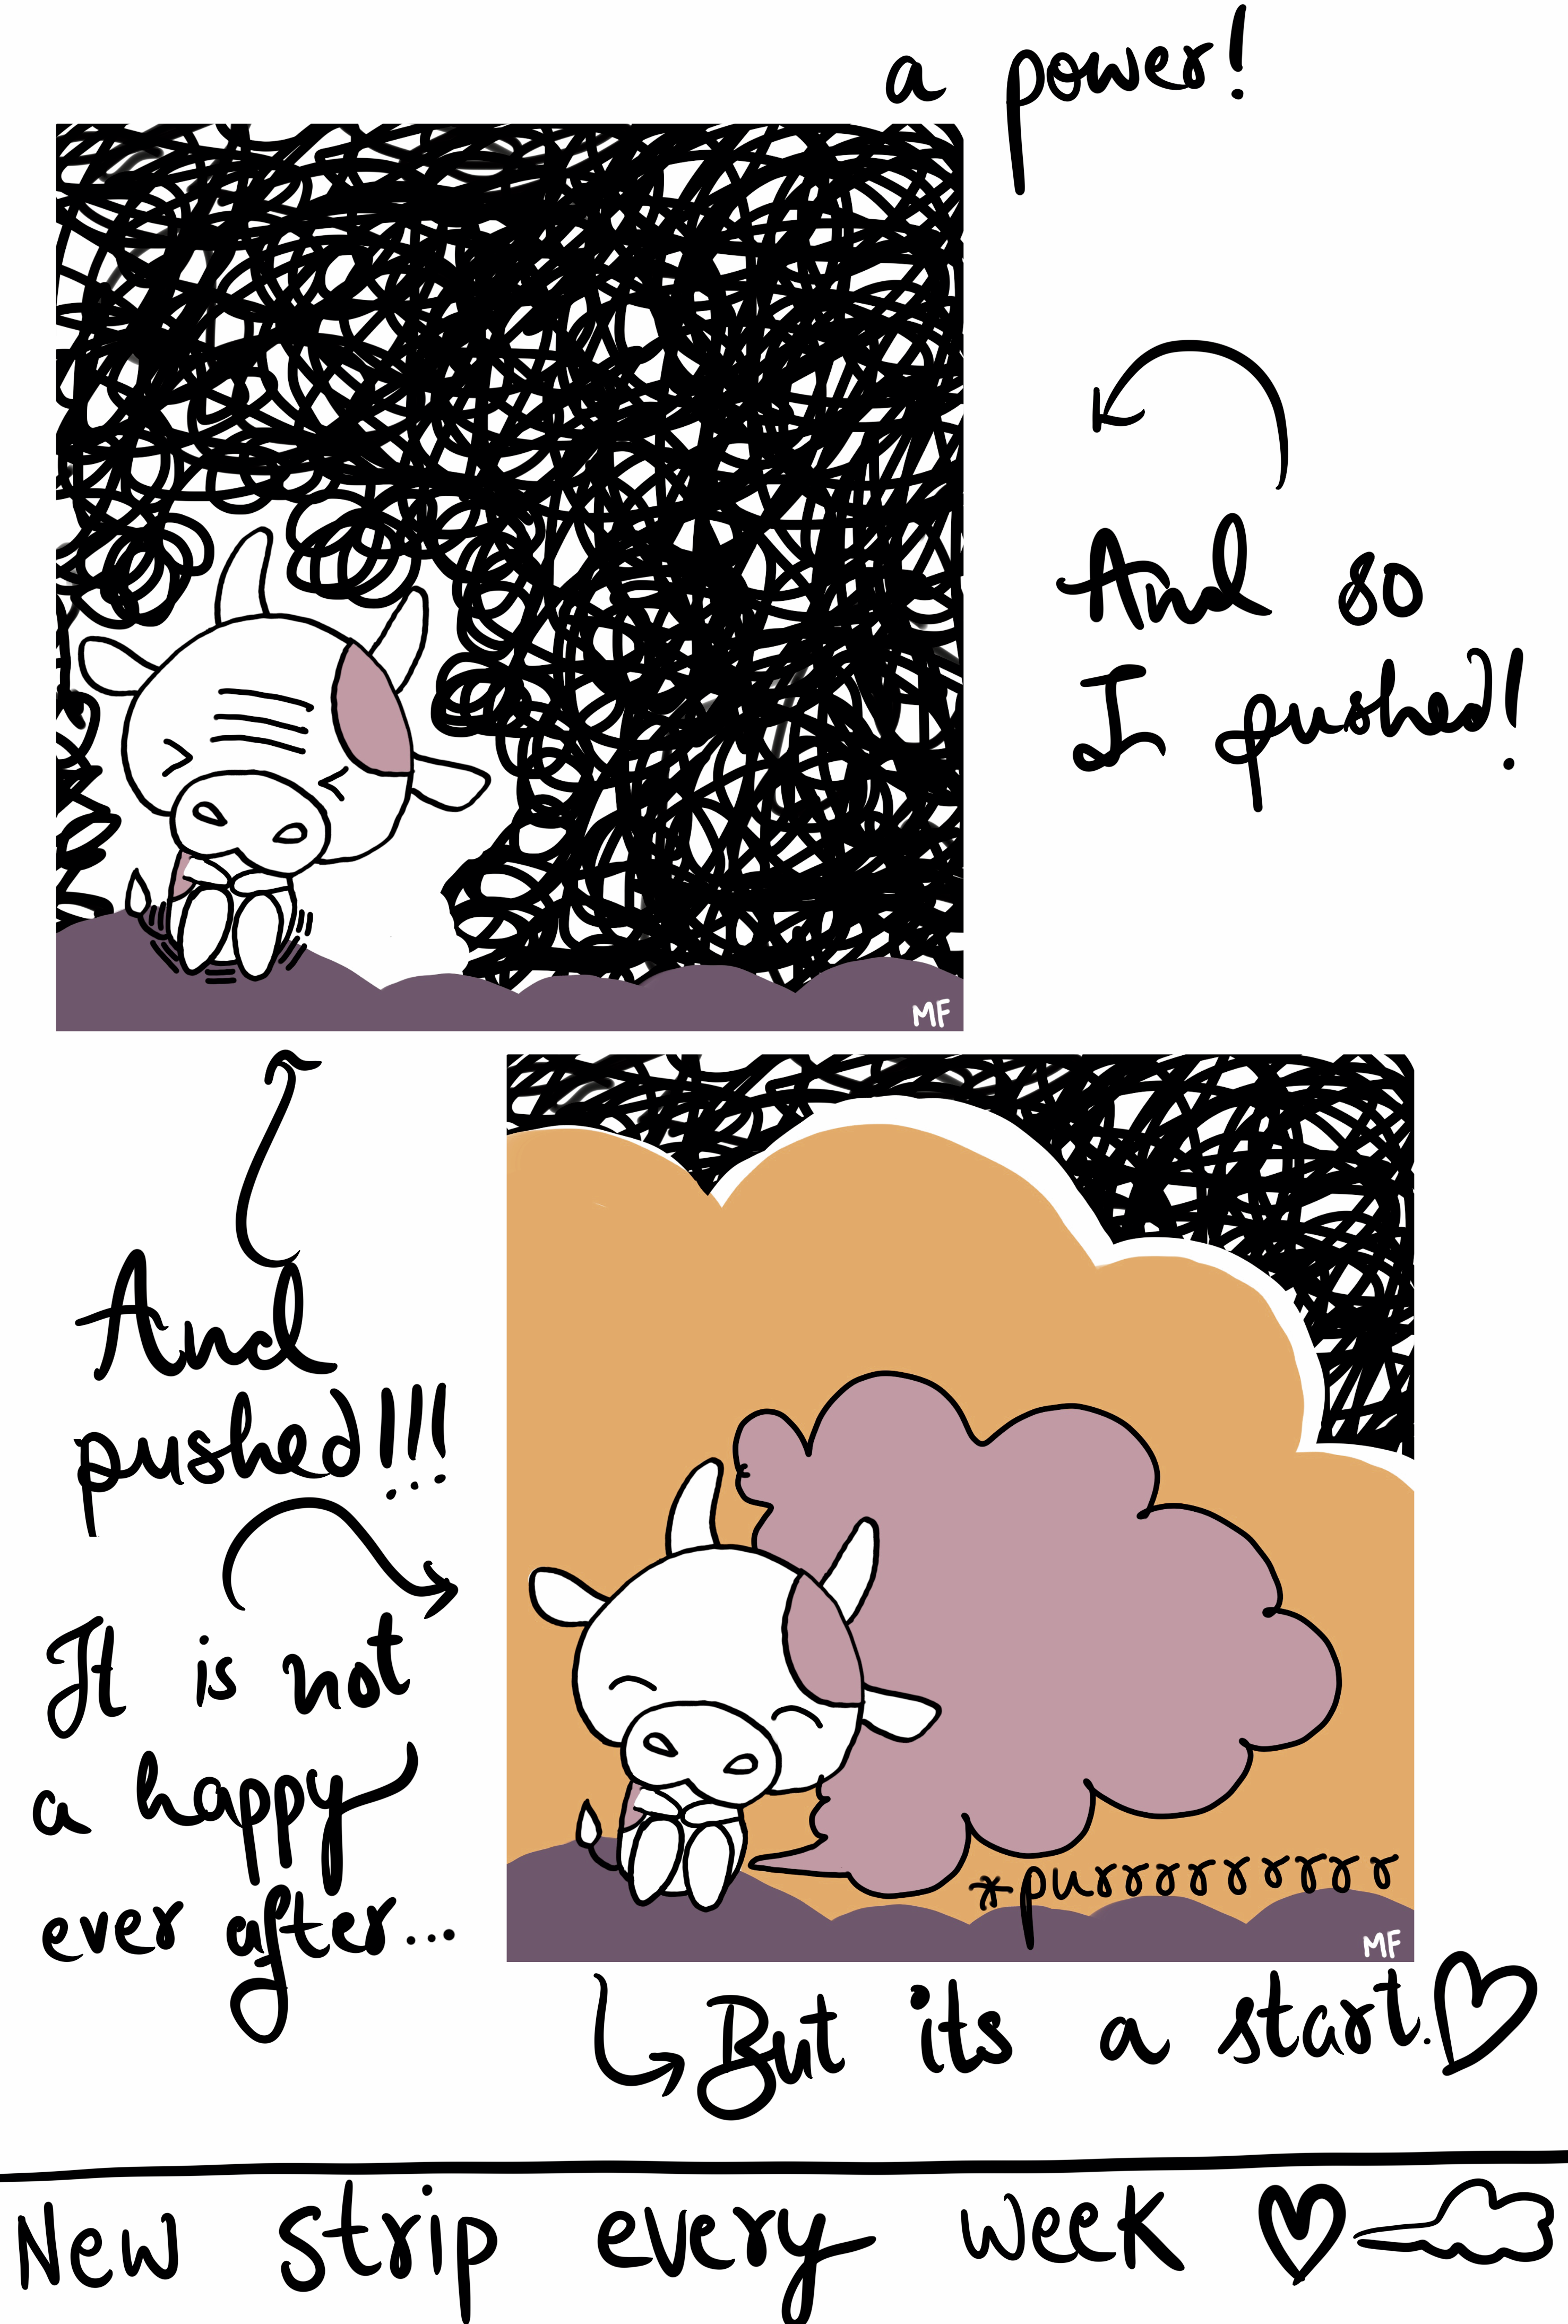 a power!
And so
I pushed!
MF
And
pushed!!!
It is not
a happy
ever after...
*purrrrrrrrr
MF
But its a start.
New strip every week